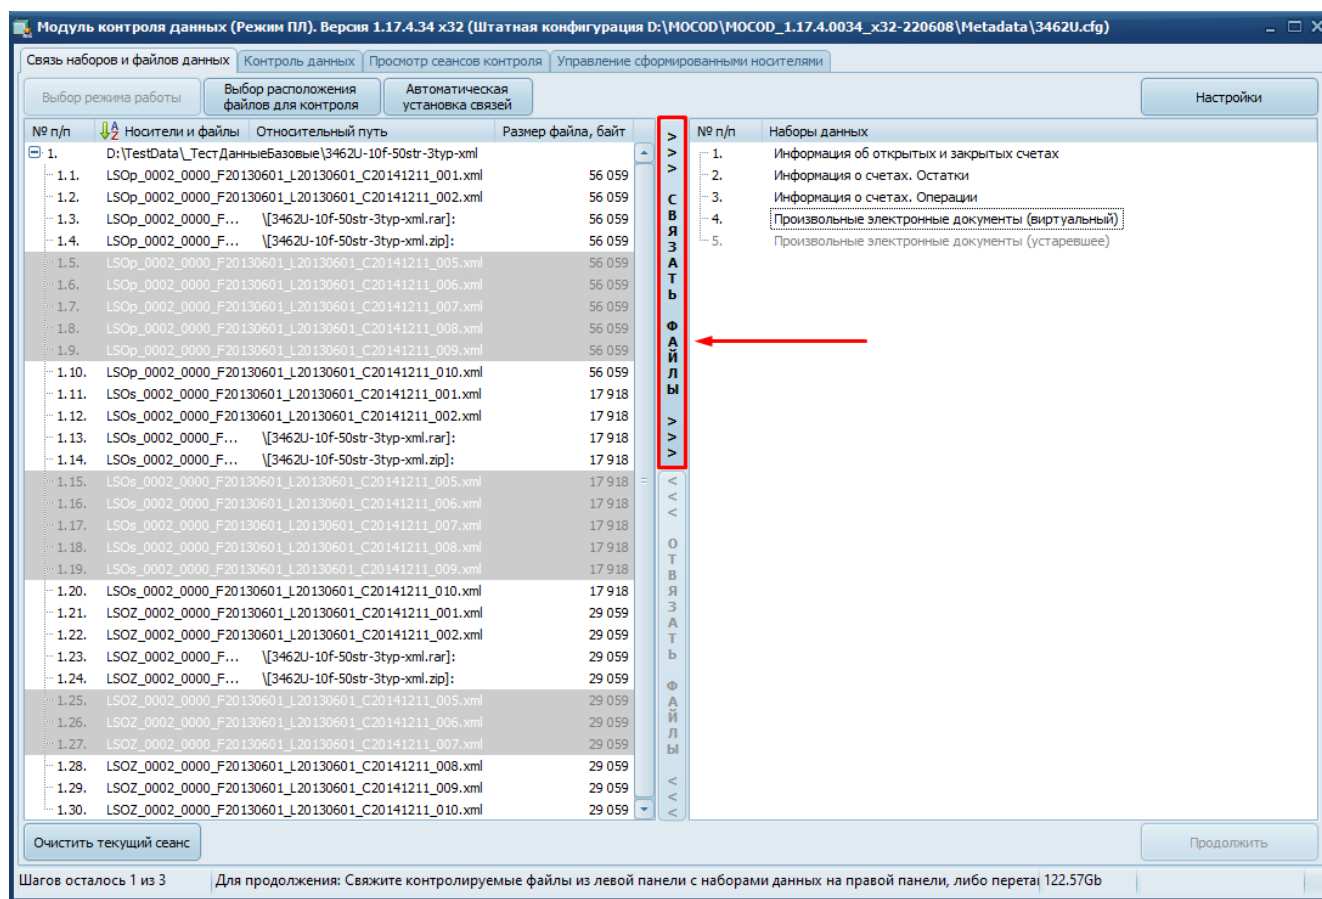 Модуль контроля данных (Режим ПЛ). Версия 1.17.4.34 x32 (Штатная конфигурация D:\MOCOD\MOCOD_1.17.4.0034_x32-220608\Metadata\3462U.cfg)
Связь наборов и файлов данных Контроль данных Просмотр сеансов контроля Управление сформированными носителями
Выбор режима работы
Выбор расположения
файлов для контроля
Автоматическая
установка связей
Настройки
№ п/п Носители и файлы Относительный путь Размер файла, байт
1. D:\TestData\_ТестДанныеБазовые\3462U-10f-50str-3typ-xml
1.1. LSOp_0002_0000_F20130601_L20130601_C20141211_001.xml 56 059
1.2. LSOp_0002_0000_F20130601_L20130601_C20141211_002.xml 56 059
1.3. LSOp_0002_0000_F... \[3462U-10f-50str-3typ-xml.rar]: 56 059
1.4. LSOp_0002_0000_F... \[3462U-10f-50str-3typ-xml.zip]: 56 059
1.5. LSOp_0002_0000_F20130601_L20130601_C20141211_005.xml 56 059
1.6. LSOp_0002_0000_F20130601_L20130601_C20141211_006.xml 56 059
1.7. LSOp_0002_0000_F20130601_L20130601_C20141211_007.xml 56 059
1.8. LSOp_0002_0000_F20130601_L20130601_C20141211_008.xml 56 059
1.9. LSOp_0002_0000_F20130601_L20130601_C20141211_009.xml 56 059
1.10. LSOp_0002_0000_F20130601_L20130601_C20141211_010.xml 56 059
1.11. LSOs_0002_0000_F20130601_L20130601_C20141211_001.xml 17 918
1.12. LSOs_0002_0000_F20130601_L20130601_C20141211_002.xml 17 918
1.13. LSOs_0002_0000_F... \[3462U-10f-50str-3typ-xml.rar]: 17 918
1.14. LSOs_0002_0000_F... \[3462U-10f-50str-3typ-xml.zip]: 17 918
1.15. LSOs_0002_0000_F20130601_L20130601_C20141211_005.xml 17 918
1.16. LSOs_0002_0000_F20130601_L20130601_C20141211_006.xml 17 918
1.17. LSOs_0002_0000_F20130601_L20130601_C20141211_007.xml 17 918
1.18. LSOs_0002_0000_F20130601_L20130601_C20141211_008.xml 17 918
1.19. LSOs_0002_0000_F20130601_L20130601_C20141211_009.xml 17 918
1.20. LSOs_0002_0000_F20130601_L20130601_C20141211_010.xml 17 918
1.21. LSOZ_0002_0000_F20130601_L20130601_C20141211_001.xml 29 059
1.22. LSOZ_0002_0000_F20130601_L20130601_C20141211_002.xml 29 059
1.23. LSOZ_0002_0000_F... \[3462U-10f-50str-3typ-xml.rar]: 29 059
1.24. LSOZ_0002_0000_F... \[3462U-10f-50str-3typ-xml.zip]: 29 059
1.25. LSOZ_0002_0000_F20130601_L20130601_C20141211_005.xml 29 059
1.26. LSOZ_0002_0000_F20130601_L20130601_C20141211_006.xml 29 059
1.27. LSOZ_0002_0000_F20130601_L20130601_C20141211_007.xml 29 059
1.28. LSOZ_0002_0000_F20130601_L20130601_C20141211_008.xml 29 059
1.29. LSOZ_0002_0000_F20130601_L20130601_C20141211_009.xml 29 059
1.30. LSOZ_0002_0000_F20130601_L20130601_C20141211_010.xml 29 059
> > > СВЯЗАТЬ ФАЙЛЫ > > >
< < < ОТВЯЗАТЬ ФАЙЛЫ < < <
№ п/п Наборы данных
1. Информация об открытых и закрытых счетах
2. Информация о счетах. Остатки
3. Информация о счетах. Операции
4. Произвольные электронные документы (виртуальный)
5. Произвольные электронные документы (устаревшее)
Очистить текущий сеанс
Продолжить
Шагов осталось 1 из 3 Для продолжения: Свяжите контролируемые файлы из левой панели с наборами данных на правой панели, либо перета 122.57Gb